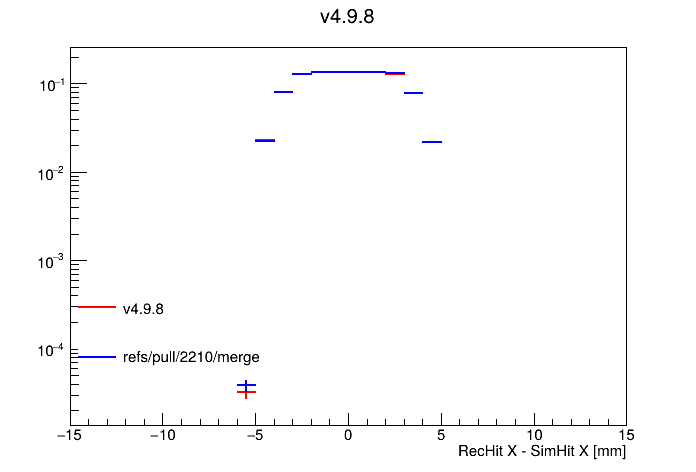 v4.9.8
10⁻¹
10⁻²
10⁻³
v4.9.8
refs/pull/2210/merge
10⁻⁴
−15 −10 −5 0 5 10 15
RecHit X - SimHit X [mm]